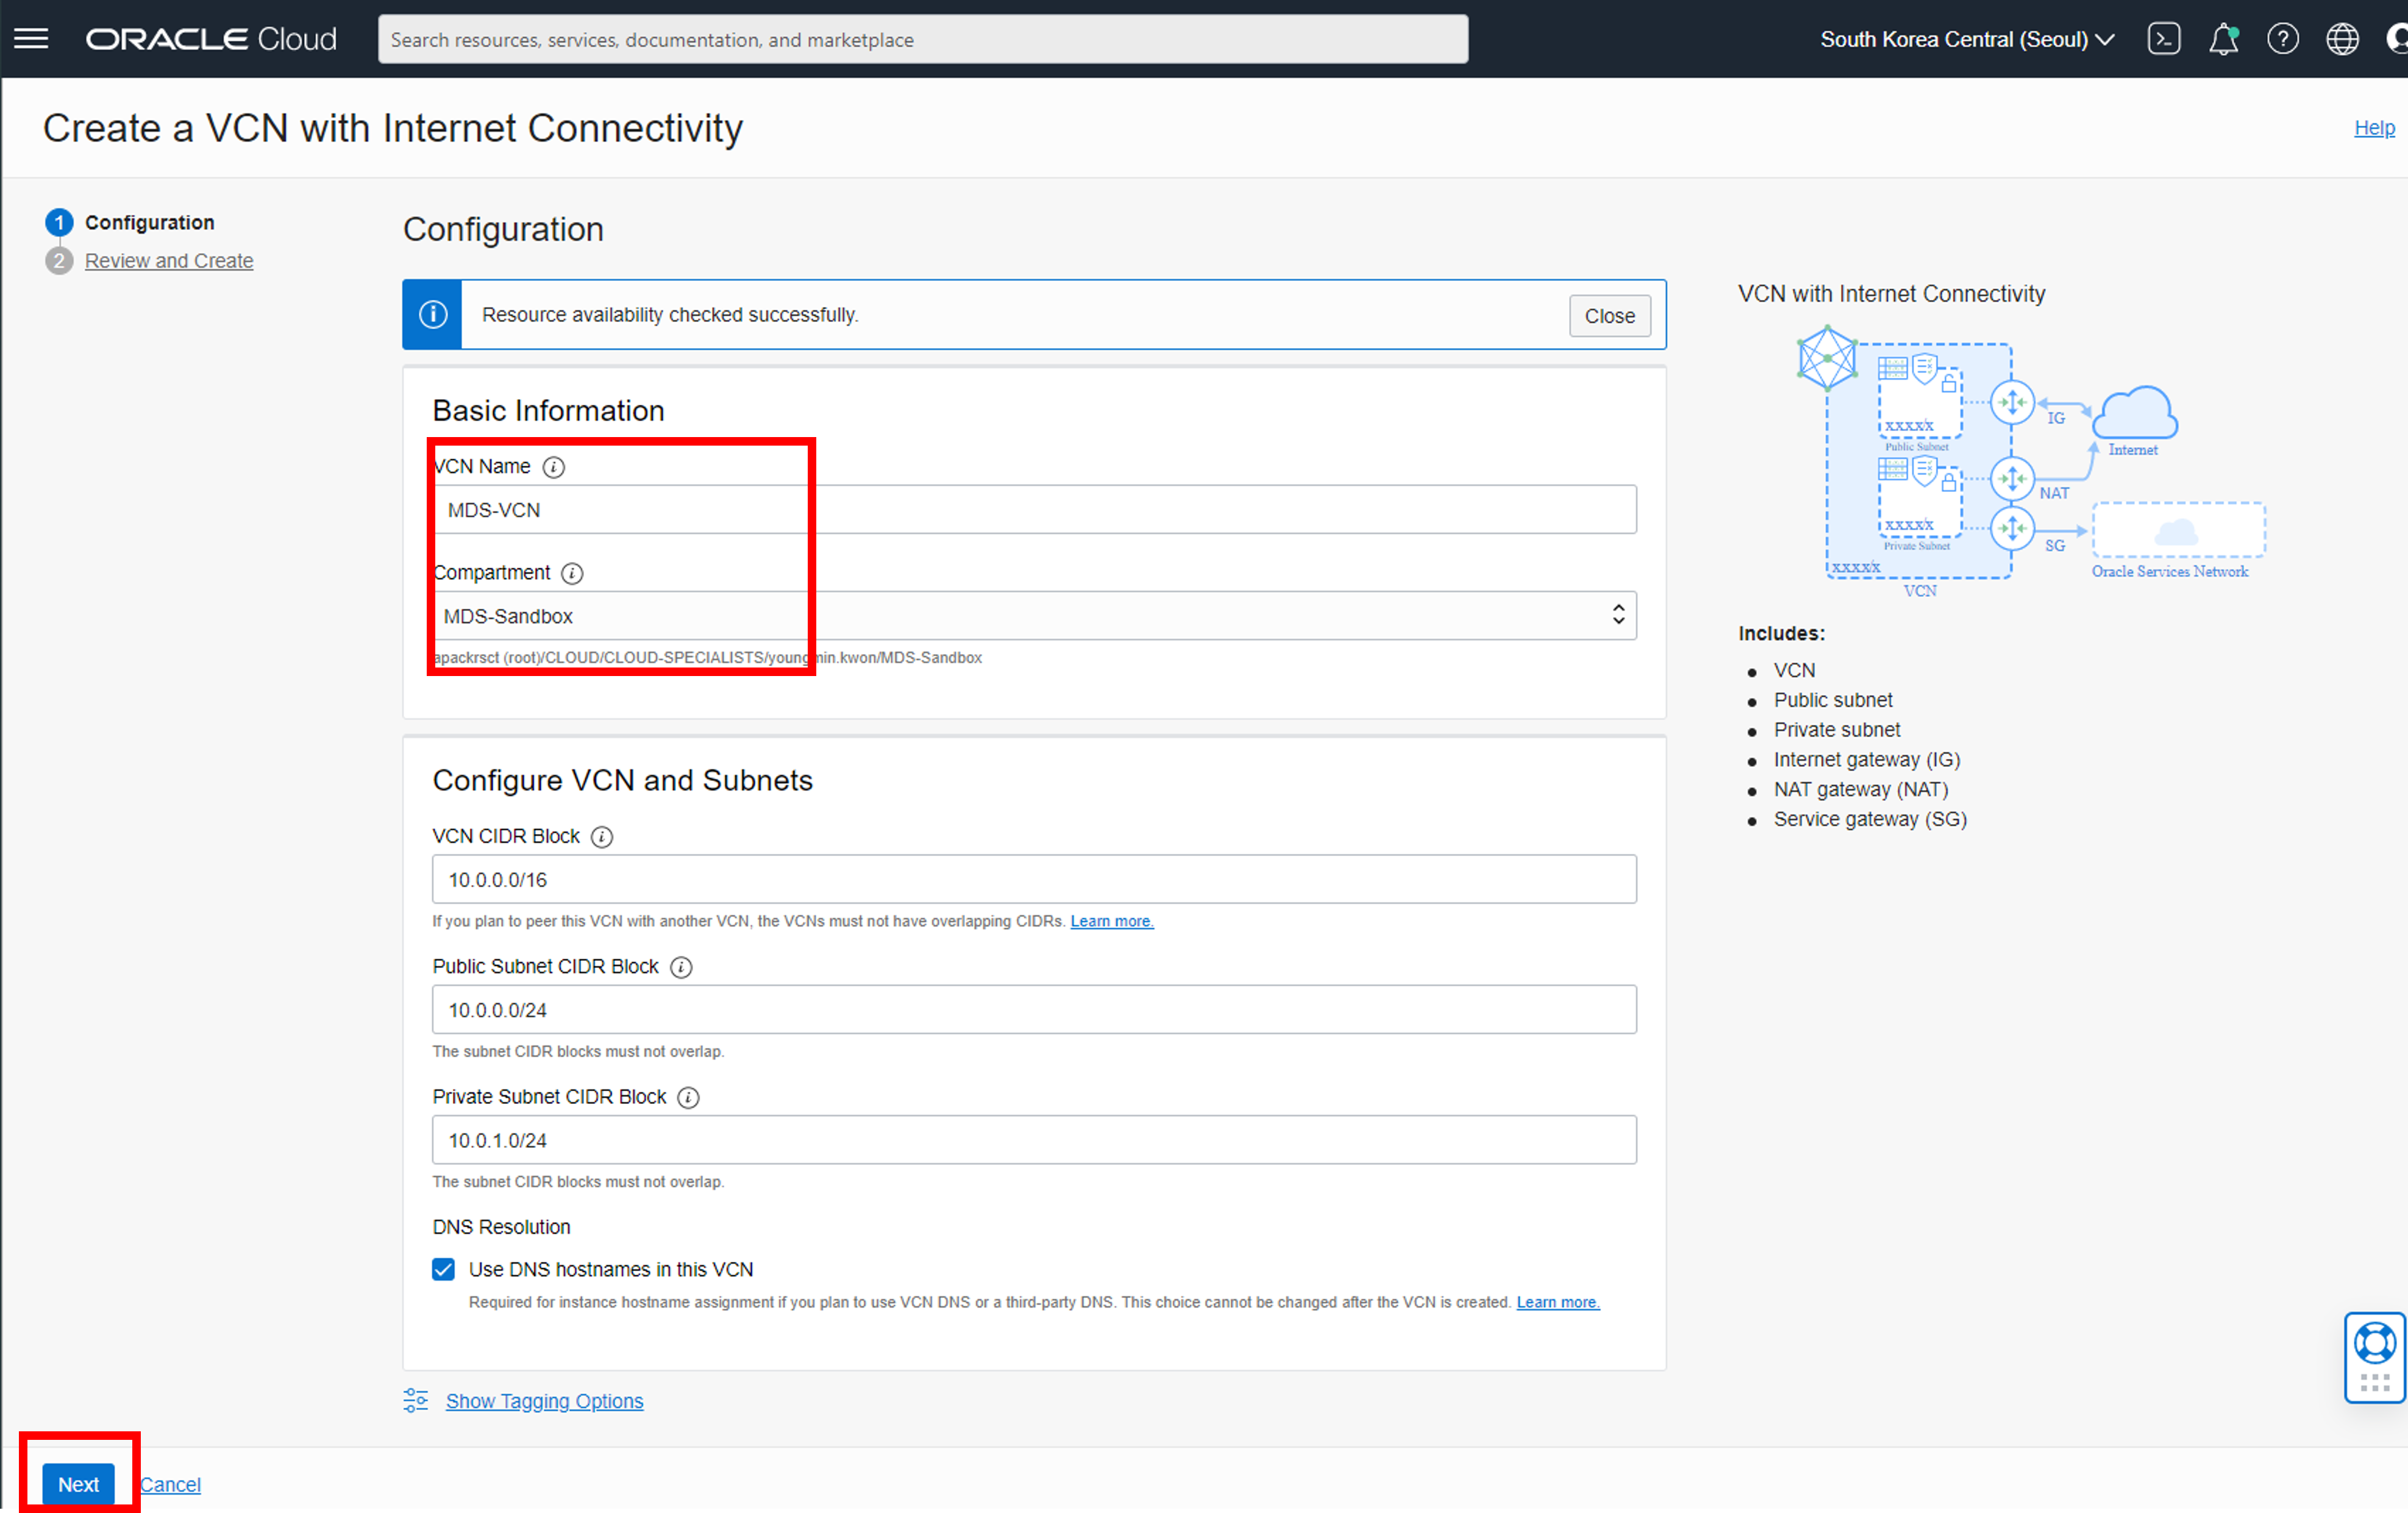 ORACLE Cloud
Search resources, services, documentation, and marketplace
South Korea Central (Seoul)
Create a VCN with Internet Connectivity
Help
1 Configuration
2 Review and Create
Configuration
Resource availability checked successfully.
Close
Basic Information
VCN Name
MDS-VCN
Compartment
MDS-Sandbox
apackrsct (root)/CLOUD/CLOUD-SPECIALISTS/youngmin.kwon/MDS-Sandbox
Configure VCN and Subnets
VCN CIDR Block
10.0.0.0/16
If you plan to peer this VCN with another VCN, the VCNs must not have overlapping CIDRs. Learn more.
Public Subnet CIDR Block
10.0.0.0/24
The subnet CIDR blocks must not overlap.
Private Subnet CIDR Block
10.0.1.0/24
The subnet CIDR blocks must not overlap.
DNS Resolution
Use DNS hostnames in this VCN
Required for instance hostname assignment if you plan to use VCN DNS or a third-party DNS. This choice cannot be changed after the VCN is created. Learn more.
Show Tagging Options
Next
Cancel
VCN with Internet Connectivity
xxxx/x
Public Subnet
IG
Internet
xxxx/x
Private Subnet
NAT
SG
Oracle Services Network
xxxx/x
VCN
Includes:
• VCN
• Public subnet
• Private subnet
• Internet gateway (IG)
• NAT gateway (NAT)
• Service gateway (SG)